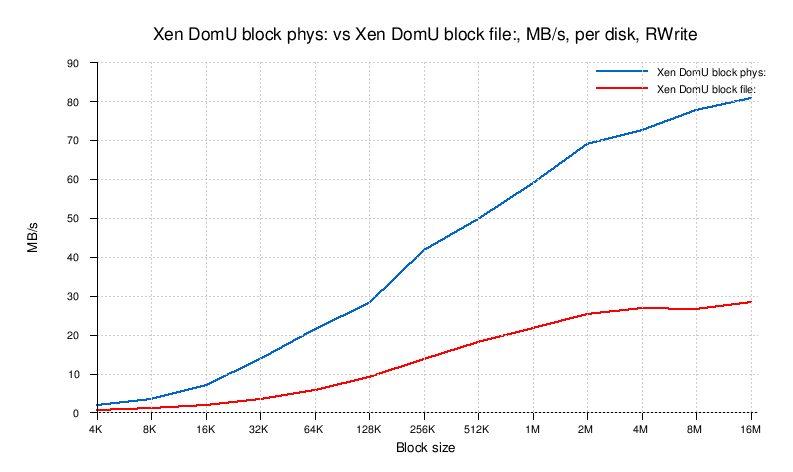 Xen DomU block phys: vs Xen DomU block file:, MB/s, per disk, RWrite
Xen DomU block phys:
Xen DomU block file:
90
80
70
60
50
40
30
20
10
0
MB/s
4K 8K 16K 32K 64K 128K 256K 512K 1M 2M 4M 8M 16M
Block size